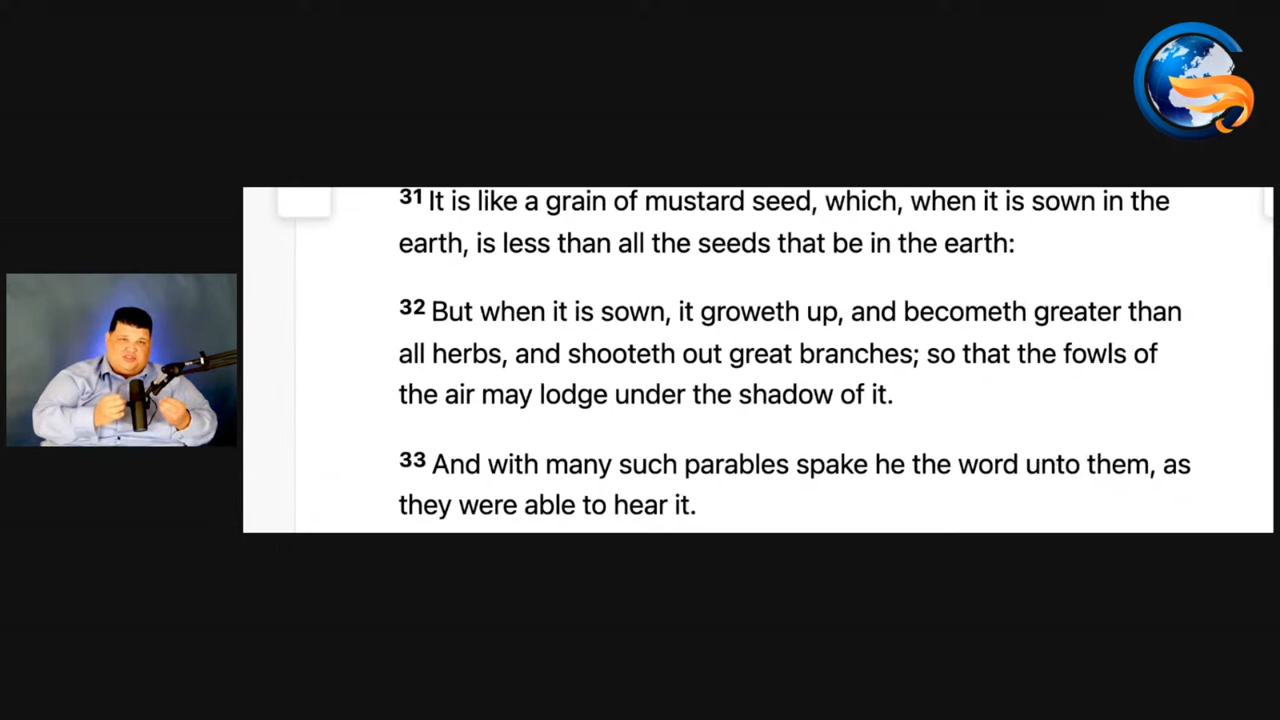 31 It is like a grain of mustard seed, which, when it is sown in the
earth, is less than all the seeds that be in the earth:
32 But when it is sown, it groweth up, and becometh greater than
all herbs, and shooteth out great branches; so that the fowls of
the air may lodge under the shadow of it.
33 And with many such parables spake he the word unto them, as
they were able to hear it.